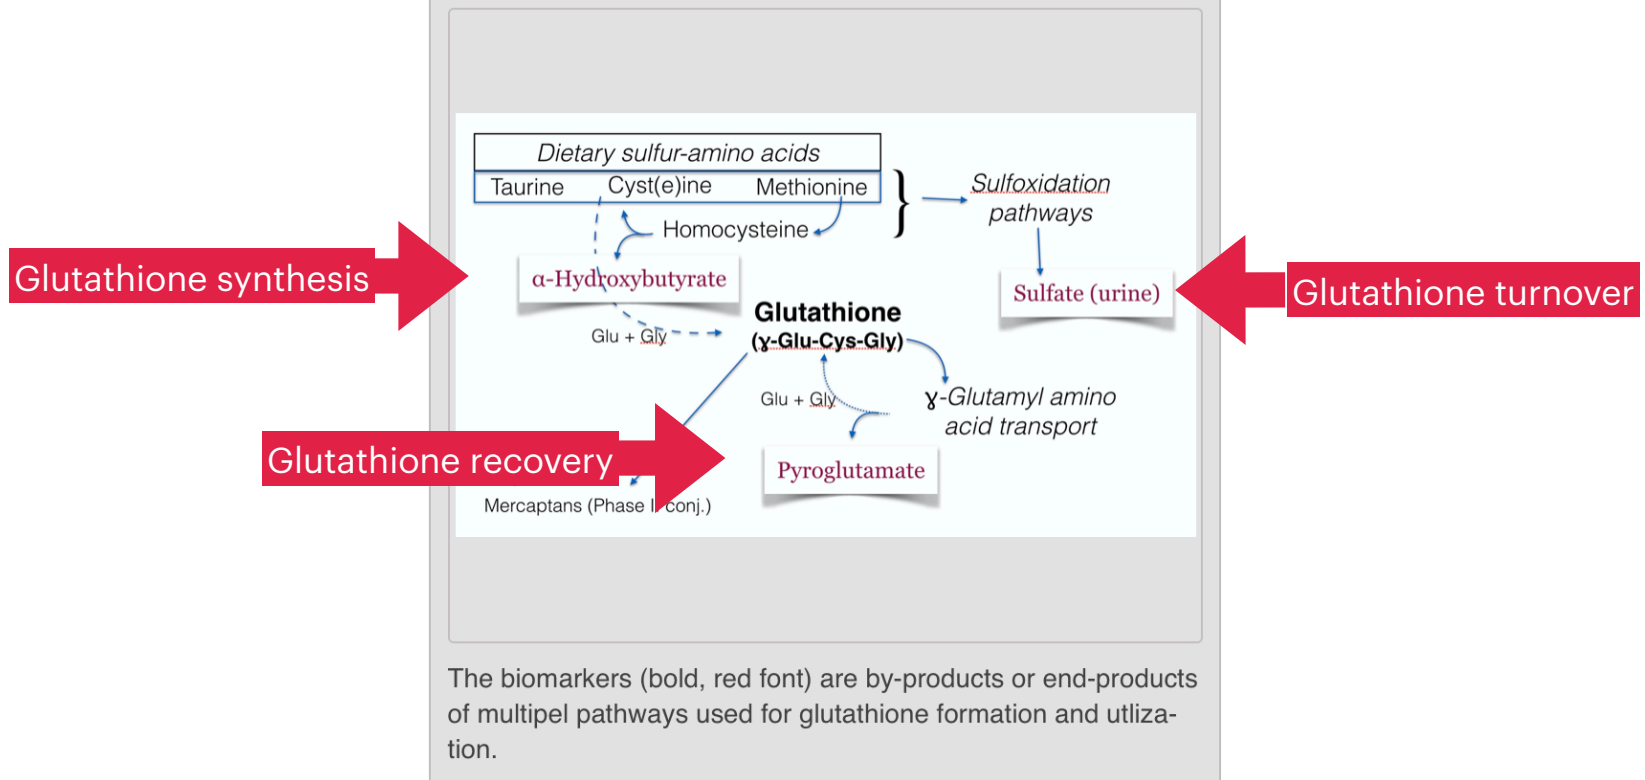 Dietary sulfur-amino acids
Taurine Cyst(e)ine Methionine
Homocysteine
}
Sulfoxidation
pathways
Glutathione synthesis
α-Hydroxybutyrate
Sulfate (urine)
Glutathione turnover
Glutathione
(ɣ-Glu-Cys-Gly)
Glu + Gly
Glu + Gly
ɣ-Glutamyl amino
acid transport
Glutathione recovery
Pyroglutamate
Mercaptans (Phase conj.)
The biomarkers (bold, red font) are by-products or end-products
of multipel pathways used for glutathione formation and utliza-
tion.